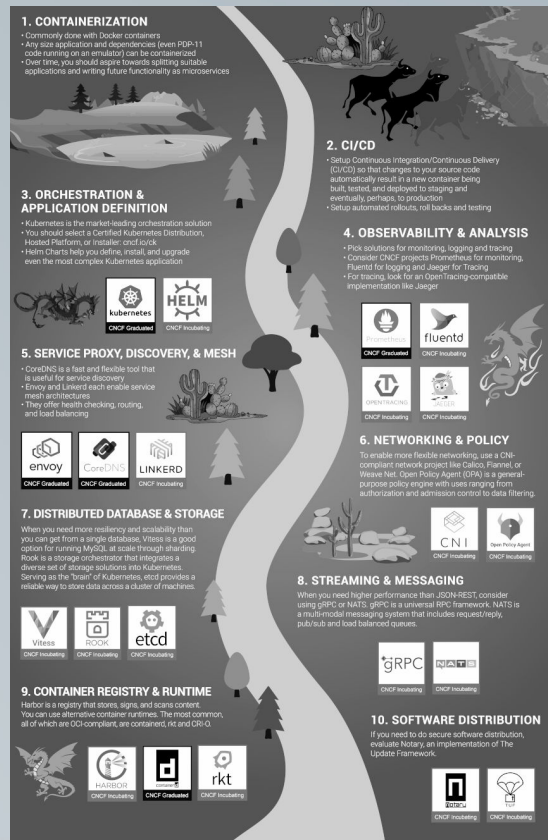 1. CONTAINERIZATION
• Commonly done with Docker containers
• Any size application and dependencies (even PDP-11
code running on an emulator) can be containerized
• Over time, you should aspire towards splitting suitable
applications and writing future functionality as microservices
2. CI/CD
• Setup Continuous Integration/Continuous Delivery
(CI/CD) so that changes to your source code
automatically result in a new container being
built, tested, and deployed to staging and
eventually, perhaps, to production
• Setup automated rollouts, roll backs and testing
3. ORCHESTRATION &
APPLICATION DEFINITION
• Kubernetes is the market-leading orchestration solution
• You should select a Certified Kubernetes Distribution,
Hosted Platform, or Installer: cncf.io/ck
• Helm Charts help you define, install, and upgrade
even the most complex Kubernetes application
kubernetes
CNCF Graduated
HELM
CNCF Incubating
4. OBSERVABILITY & ANALYSIS
• Pick solutions for monitoring, logging and tracing
• Consider CNCF projects Prometheus for monitoring,
Fluentd for logging and Jaeger for Tracing
• For tracing, look for an OpenTracing-compatible
implementation like Jaeger
Prometheus
CNCF Graduated
fluentd
CNCF Incubating
OPENTRACING
CNCF Incubating
JAEGER
CNCF Incubating
5. SERVICE PROXY, DISCOVERY, & MESH
• CoreDNS is a fast and flexible tool that
is useful for service discovery
• Envoy and Linkerd each enable service
mesh architectures
• They offer health checking, routing,
and load balancing
envoy
CNCF Graduated
CoreDNS
CNCF Graduated
LINKERD
CNCF Incubating
6. NETWORKING & POLICY
To enable more flexible networking, use a CNI-
compliant network project like Calico, Flannel, or
Weave Net. Open Policy Agent (OPA) is a general-
purpose policy engine with uses ranging from
authorization and admission control to data filtering.
CNI
CNCF Incubating
Open Policy Agent
CNCF Incubating
7. DISTRIBUTED DATABASE & STORAGE
When you need more resiliency and scalability than
you can get from a single database, Vitess is a good
option for running MySQL at scale through sharding.
Rook is a storage orchestrator that integrates a
diverse set of storage solutions into Kubernetes.
Serving as the "brain" of Kubernetes, etcd provides a
reliable way to store data across a cluster of machines.
Vitess
CNCF Incubating
ROOK
CNCF Incubating
etcd
CNCF Incubating
8. STREAMING & MESSAGING
When you need higher performance than JSON-REST, consider
using gRPC or NATS. gRPC is a universal RPC framework. NATS is
a multi-modal messaging system that includes request/reply,
pub/sub and load balanced queues.
gRPC
CNCF Incubating
NATS
CNCF Incubating
9. CONTAINER REGISTRY & RUNTIME
Harbor is a registry that stores, signs, and scans content.
You can use alternative container runtimes. The most common,
all of which are OCI-compliant, are containerd, rkt and CRI-O.
HARBOR
CNCF Incubating
containerd
CNCF Graduated
rkt
CNCF Incubating
10. SOFTWARE DISTRIBUTION
If you need to do secure software distribution,
evaluate Notary, an implementation of The
Update Framework.
Notary
CNCF Incubating
TUF
CNCF Incubating